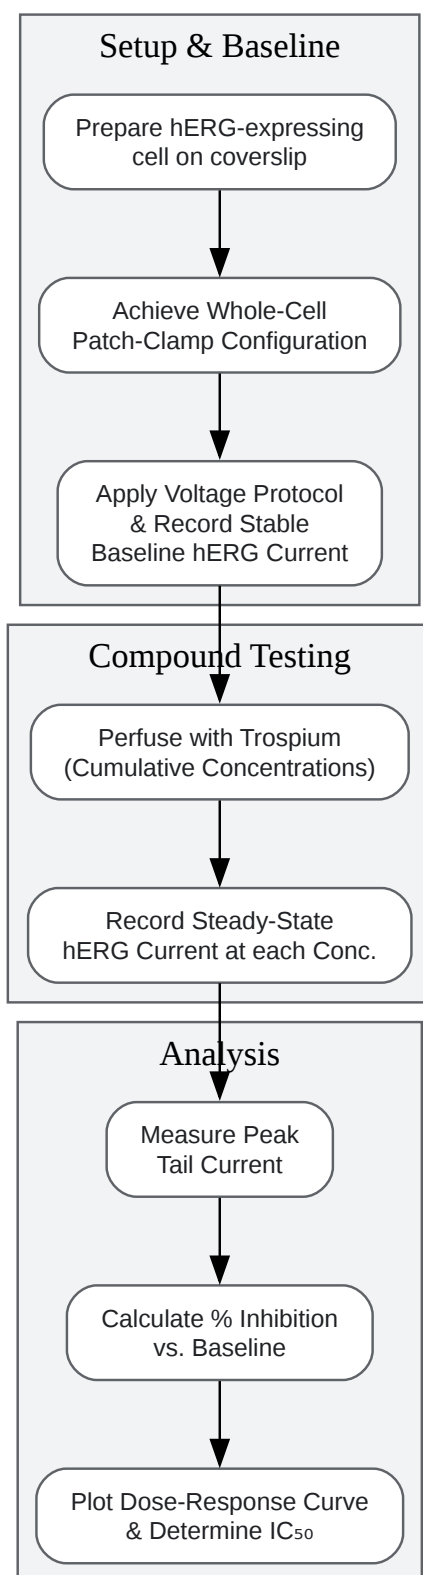 Setup & Baseline
Prepare hERG-expressing
cell on coverslip
Achieve Whole-Cell
Patch-Clamp Configuration
Apply Voltage Protocol
& Record Stable
Baseline hERG Current
Compound Testing
Perfuse with Trospium
(Cumulative Concentrations)
Record Steady-State
hERG Current at each Conc.
Analysis
Measure Peak
Tail Current
Calculate % Inhibition
vs. Baseline
Plot Dose-Response Curve
& Determine IC₅₀